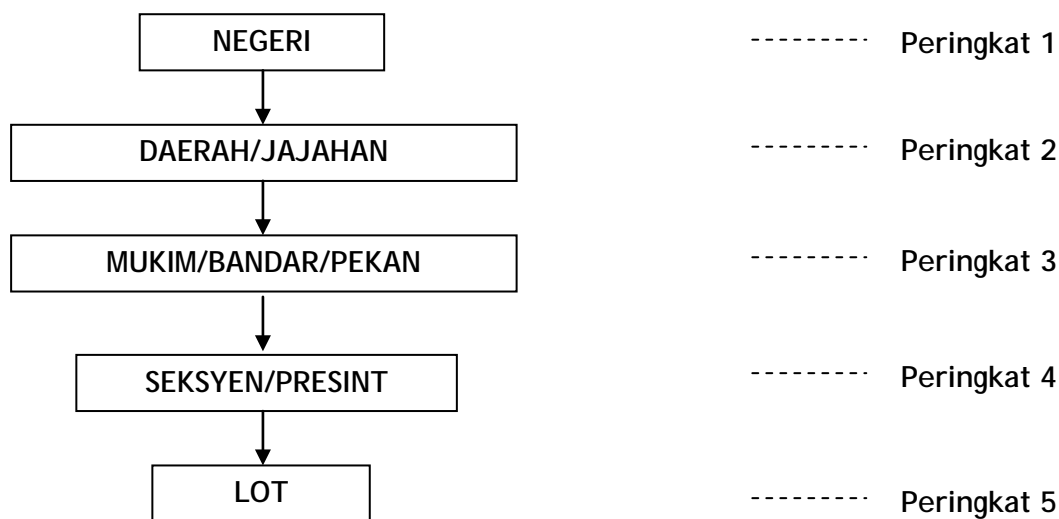 NEGERI -------- Peringkat 1
DAERAH/JAJAHAN -------- Peringkat 2
MUKIM/BANDAR/PEKAN -------- Peringkat 3
SEKSYEN/PRESINT -------- Peringkat 4
LOT -------- Peringkat 5